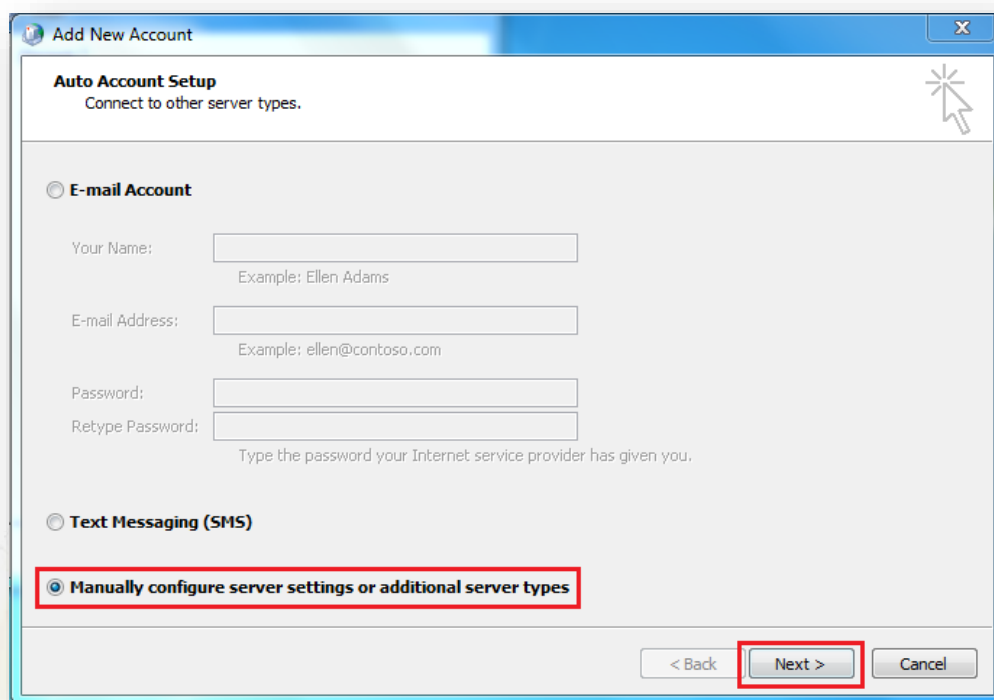 Add New Account
Auto Account Setup
Connect to other server types.
E-mail Account
Your Name:
Example: Ellen Adams
E-mail Address:
Example: ellen@contoso.com
Password:
Retype Password:
Type the password your Internet service provider has given you.
Text Messaging (SMS)
Manually configure server settings or additional server types
< Back Next > Cancel